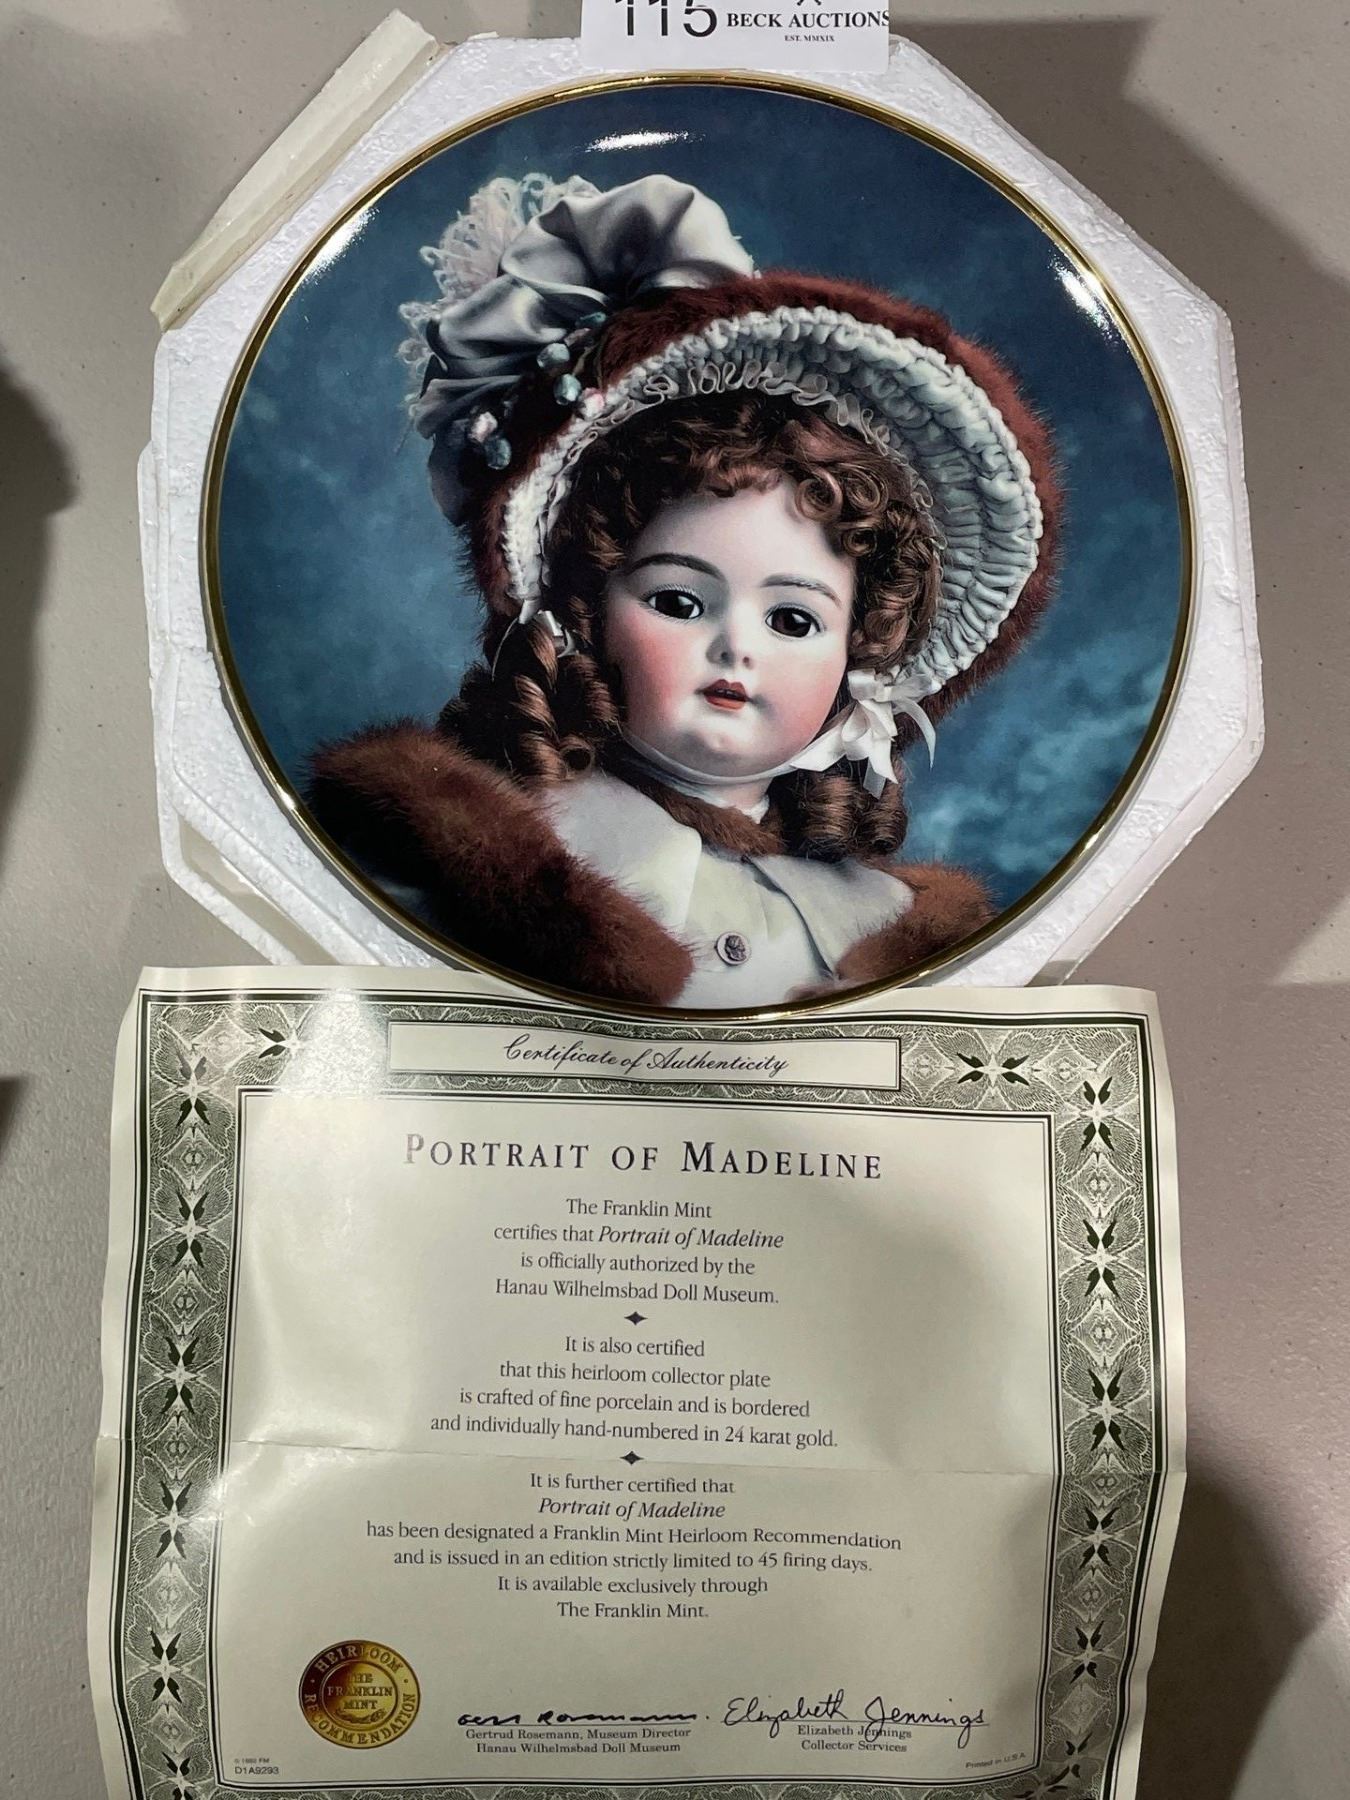 115 BECK AUCTIONS
EST. MMXIX
Certificate of Authenticity
PORTRAIT OF MADELINE
The Franklin Mint
certifies that Portrait of Madeline
is officially authorized by the
Hanau Wilhelmsbad Doll Museum.
It is also certified
that this heirloom collector plate
is crafted of fine porcelain and is bordered
and individually hand-numbered in 24 karat gold.
It is further certified that
Portrait of Madeline
has been designated a Franklin Mint Heirloom Recommendation
and is issued in an edition strictly limited to 45 firing days.
It is available exclusively through
The Franklin Mint.
HEIRLOOM RECOMMENDATION
THE
FRANKLIN
MINT
Elizabeth Jennings
Gertrud Rosemann, Museum Director
Hanau Wilhelmsbad Doll Museum
Elizabeth Jennings
Collector Services
FM
D1A9293
Printed in U.S.A.